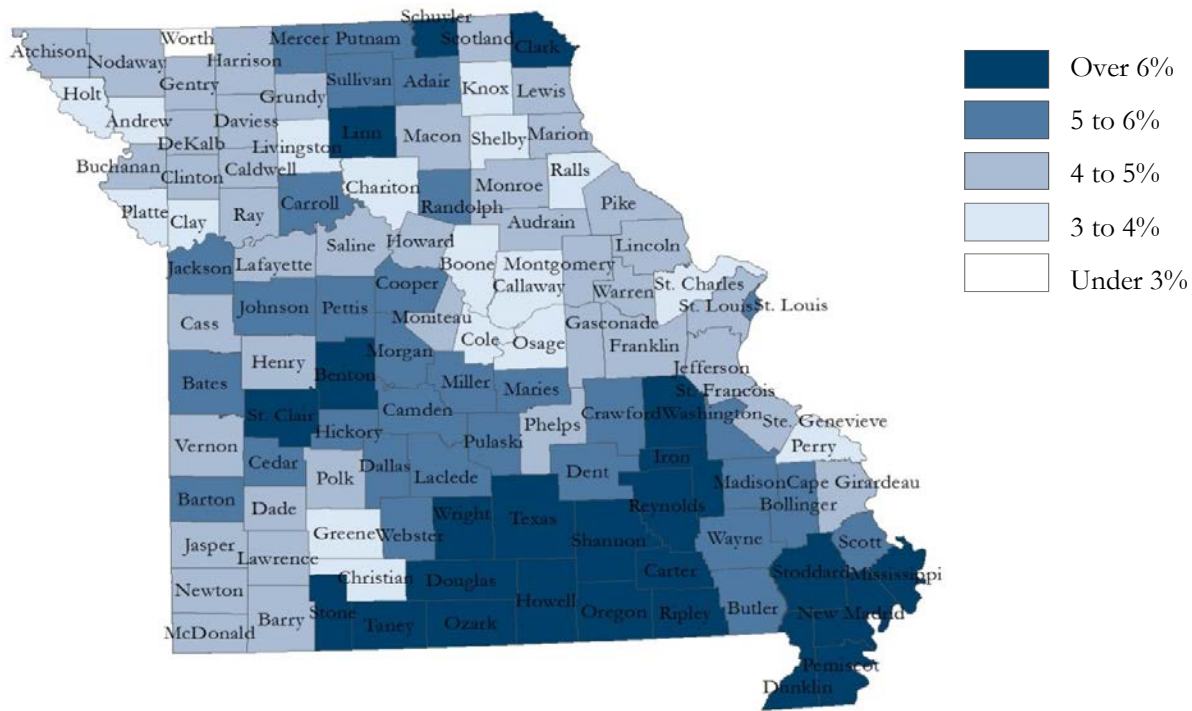 Schuyler
Worth
Mercer
Putnam
Scotland
Clark
Atchison
Nodaway
Harrison
Gentry
Sullivan
Adair
Knox
Lewis
Holt
Grundy
Andrew
DeKalb
Daviess
Livingston
Linn
Macon
Shelby
Marion
Buchanan
Clinton
Caldwell
Chariton
Ralls
Monroe
Platte
Clay
Ray
Carroll
Randolph
Audrain
Pike
Saline
Howard
Lincoln
Jackson
Lafayette
Boone
Montgomery
Callaway
Warren
St. Charles
Cooper
St. Louis
St. Louis
Johnson
Pettis
Moniteau
Cass
Cole
Osage
Gasconade
Franklin
Henry
Morgan
Jefferson
Benton
Miller
Maries
Bates
St. Francois
St. Clair
Camden
Crawford
Washington
Ste. Genevieve
Hickory
Phelps
Perry
Vernon
Pulaski
Cedar
Polk
Dallas
Laclede
Dent
Iron
Madison
Cape Girardeau
Barton
Bollinger
Dade
Reynolds
Wright
Texas
Greene
Webster
Shannon
Wayne
Scott
Jasper
Lawrence
Christian
Douglas
Carter
Stoddard
Mississippi
Newton
Howell
Oregon
Ripley
Butler
New Madrid
Stone
Taney
Ozark
McDonald
Barry
Pemiscot
Dunklin
Over 6%
5 to 6%
4 to 5%
3 to 4%
Under 3%